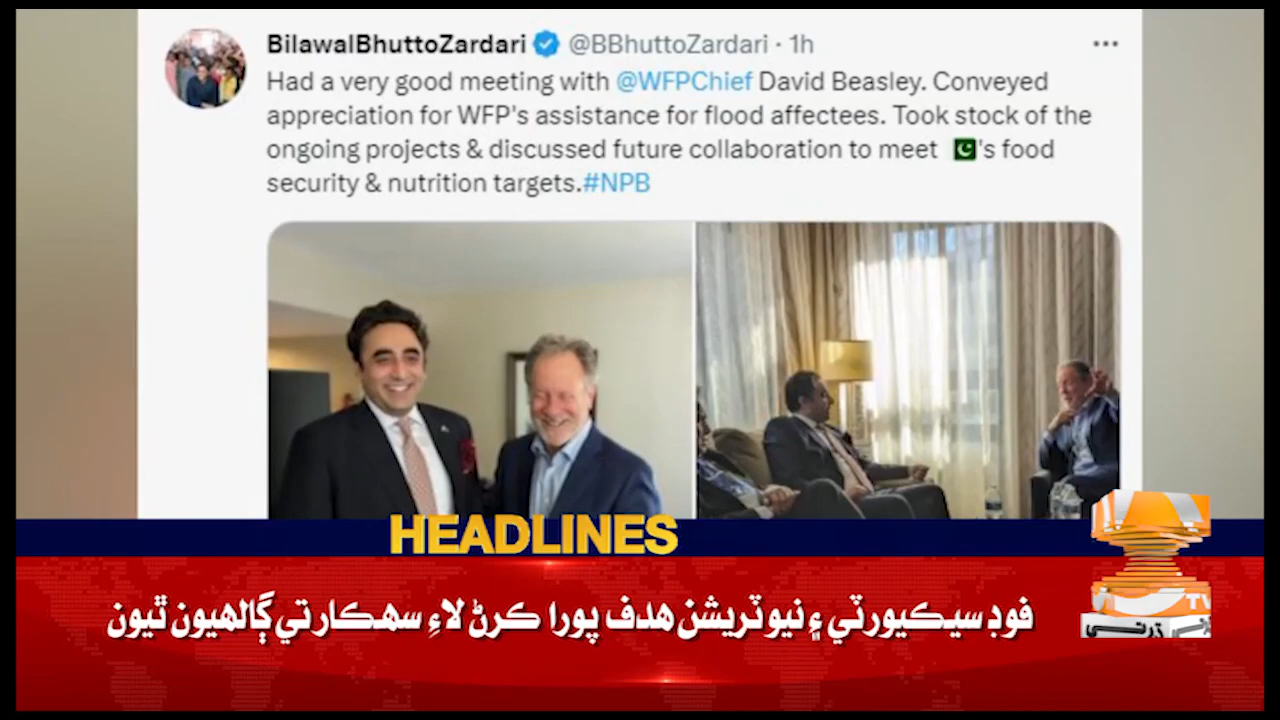 BilawalBhuttoZardari @BBhuttoZardari · 1h
Had a very good meeting with @WFPChief David Beasley. Conveyed
appreciation for WFP's assistance for flood affectees. Took stock of the
ongoing projects & discussed future collaboration to meet 🇵🇰's food
security & nutrition targets.#NPB
HEADLINES
فوڊ سيڪيورٽي ۽ نيوٽريشن هدف پورا ڪرڻ لاءِ سهڪار تي ڳالهيون ٿيون
TV
ڌرتي